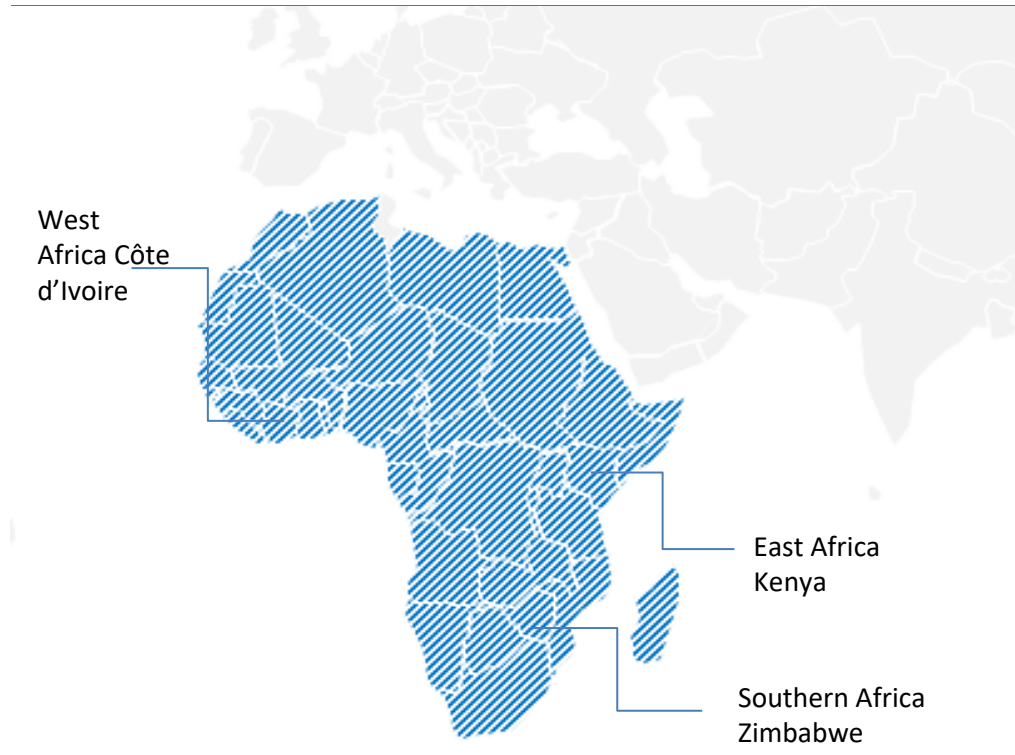 West
Africa Côte
d’Ivoire
East Africa
Kenya
Southern Africa
Zimbabwe